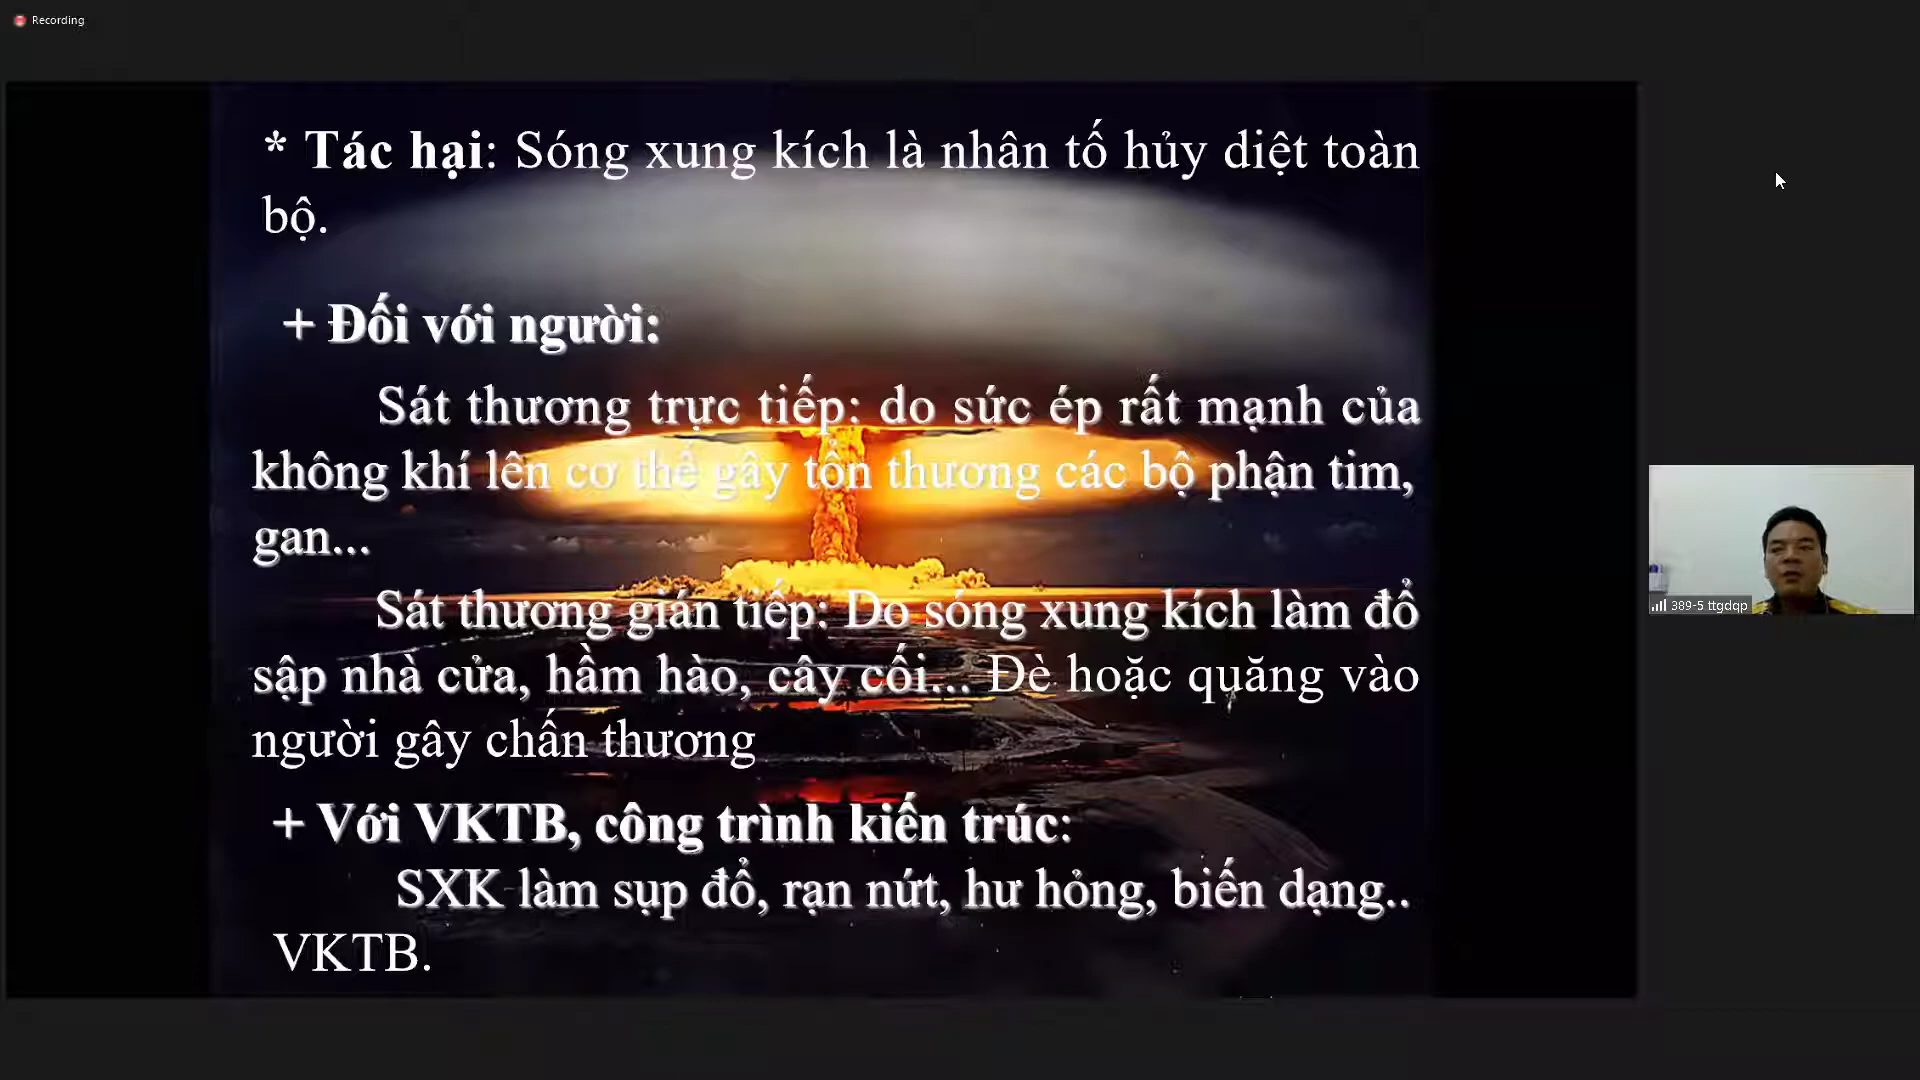 Recording
* Tác hại: Sóng xung kích là nhân tố hủy diệt toàn
bộ.
+ Đối với người:
Sát thương trực tiếp: do sức ép rất mạnh của
không khí lên cơ thể gây tổn thương các bộ phận tim,
gan...
Sát thương gián tiếp: Do sóng xung kích làm đổ
sập nhà cửa, hầm hào, cây cối... Đè hoặc quăng vào
người gây chấn thương
+ Với VKTB, công trình kiến trúc:
SXK làm sụp đổ, rạn nứt, hư hỏng, biến dạng..
VKTB.
389-5 ttgdqp